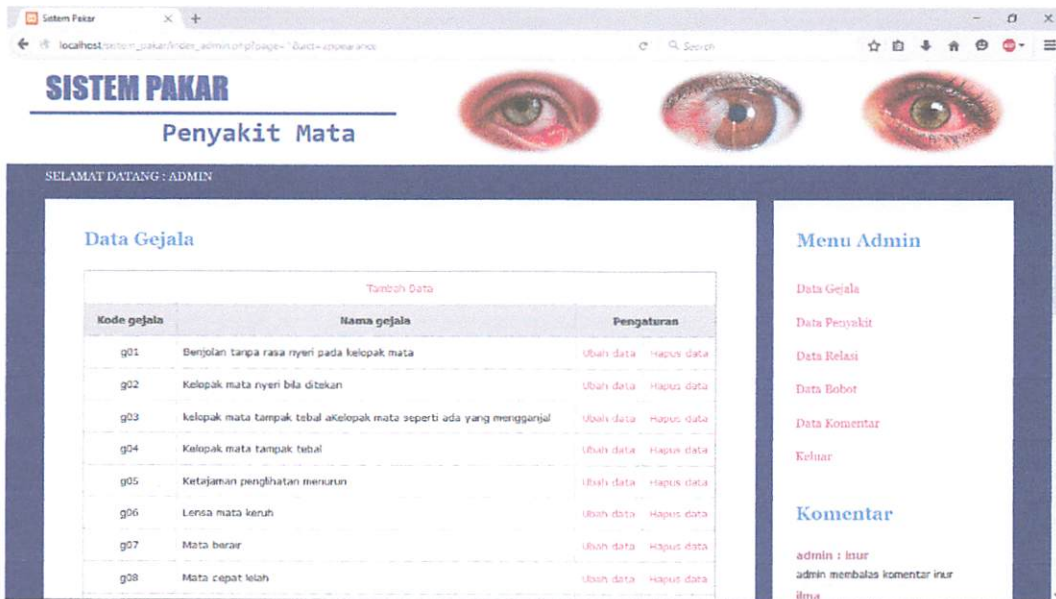 Sistem Pakar
localhost/sistem_pakar/index_admin.php?page=
Search
SISTEM PAKAR
Penyakit Mata
SELAMAT DATANG : ADMIN
Data Gejala
Tambah Data
Kode gejala Nama gejala Pengaturan
g01 Benjolan tanpa rasa nyeri pada kelopak mata Ubah data Hapus data
g02 Kelopak mata nyeri bila ditekan Ubah data Hapus data
g03 kelopak mata tampak tebal aKelopak mata seperti ada yang mengganjal Ubah data Hapus data
g04 Kelopak mata tampak tebal Ubah data Hapus data
g05 Ketajaman penglihatan menurun Ubah data Hapus data
g06 Lensa mata keruh Ubah data Hapus data
g07 Mata berair Ubah data Hapus data
g08 Mata cepat lelah Ubah data Hapus data
Menu Admin
Data Gejala
Data Penyakit
Data Relasi
Data Bobot
Data Komentar
Keluar
Komentar
admin : inur
admin membalas komentar inur
ilma